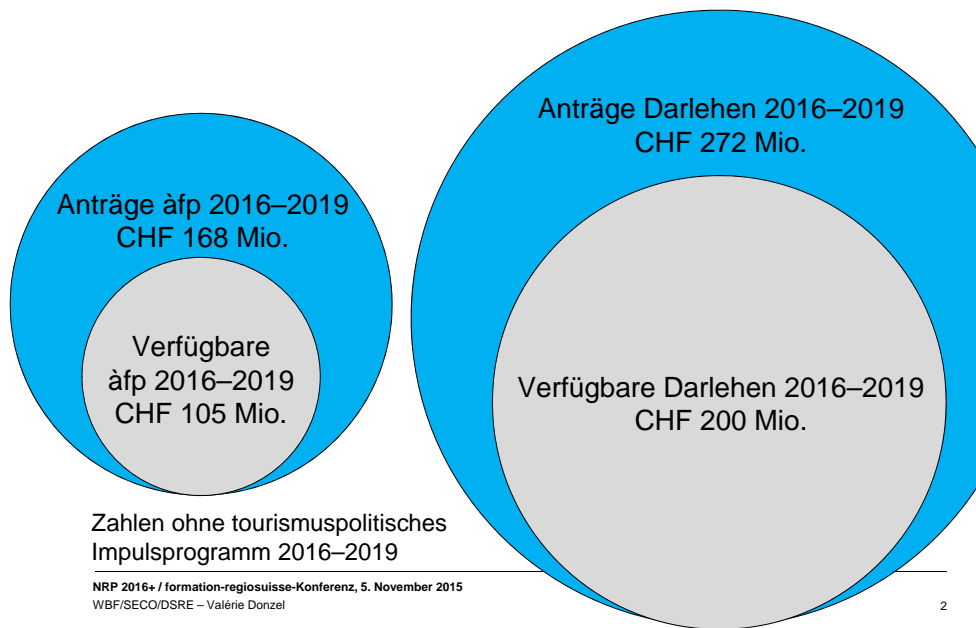 Anträge àfp 2016–2019
CHF 168 Mio.
Verfügbare
àfp 2016–2019
CHF 105 Mio.
Anträge Darlehen 2016–2019
CHF 272 Mio.
Verfügbare Darlehen 2016–2019
CHF 200 Mio.
Zahlen ohne tourismuspolitisches
Impulsprogramm 2016–2019
NRP 2016+ / formation-regiosuisse-Konferenz, 5. November 2015
WBF/SECO/DSRE – Valérie Donzel
2